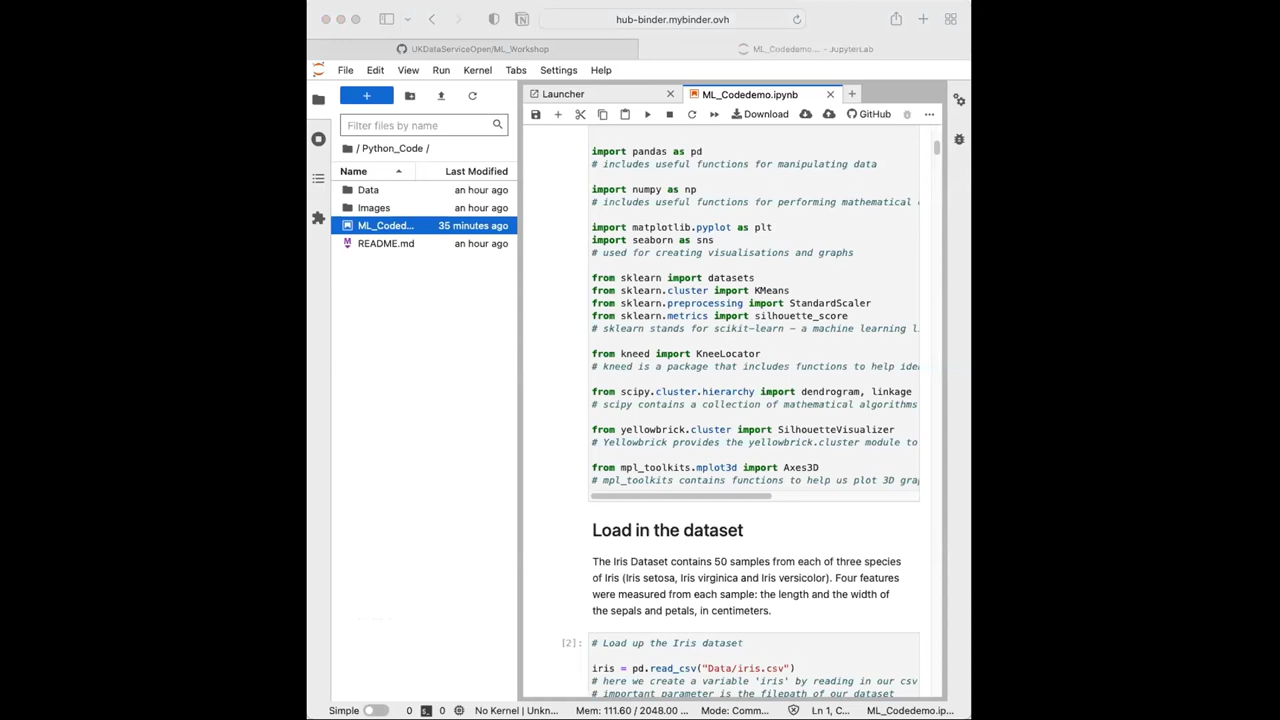 hub-binder.mybinder.ovh
UKDataServiceOpen/ML_Workshop
ML_Codedemo... - JupyterLab
File Edit View Run Kernel Tabs Settings Help
Launcher
ML_Codedemo.ipynb
Download
GitHub
Filter files by name
/ Python_Code /
Name Last Modified
Data an hour ago
Images an hour ago
ML_Coded... 35 minutes ago
README.md an hour ago
import pandas as pd
# includes useful functions for manipulating data
import numpy as np
# includes useful functions for performing mathematical
import matplotlib.pyplot as plt
import seaborn as sns
# used for creating visualisations and graphs
from sklearn import datasets
from sklearn.cluster import KMeans
from sklearn.preprocessing import StandardScaler
from sklearn.metrics import silhouette_score
# sklearn stands for scikit-learn - a machine learning l
from kneed import KneeLocator
# kneed is a package that includes functions to help ide
from scipy.cluster.hierarchy import dendrogram, linkage
# scipy contains a collection of mathematical algorithms
from yellowbrick.cluster import SilhouetteVisualizer
# Yellowbrick provides the yellowbrick.cluster module to
from mpl_toolkits.mplot3d import Axes3D
# mpl_toolkits contains functions to help us plot 3D gra
Load in the dataset
The Iris Dataset contains 50 samples from each of three species
of Iris (Iris setosa, Iris virginica and Iris versicolor). Four features
were measured from each sample: the length and the width of
the sepals and petals, in centimeters.
[2]:
# Load up the Iris dataset
iris = pd.read_csv("Data/iris.csv")
# here we create a variable 'iris' by reading in our csv
# important parameter is the filepath of our dataset
Simple 0 0 No Kernel | Unkn... Mem: 111.60 / 2048.00 ... Mode: Comm... Ln 1, C... ML_Codedemo.ip...